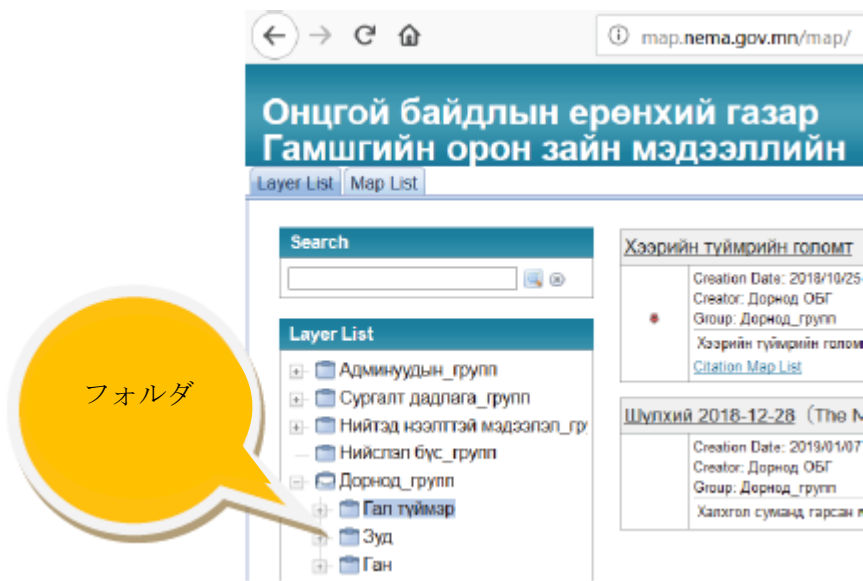 map.nema.gov.mn/map/
Онцгой байдлын ерөнхий газар
Гамшгийн орон зайн мэдээллийн
Layer List Map List
Search
Layer List
Админуудын_групп
Сургалт дадлага_групп
Нийтэд нээлттэй мэдээлэл_гру
Нийслэл бүс_групп
Дорнод_групп
Гал түймэр
Зуд
Ган
フォルダ
Хээрийн түймрийн голомт
Creation Date: 2018/10/25
Creator: Дорнод ОБГ
Group: Дорнод_групп
Хээрийн түймрийн голом
Citation Map List
Шүлхий 2018-12-28 (The M
Creation Date: 2019/01/07
Creator: Дорнод ОБГ
Group: Дорнод_групп
Халхгол суманд гарсан